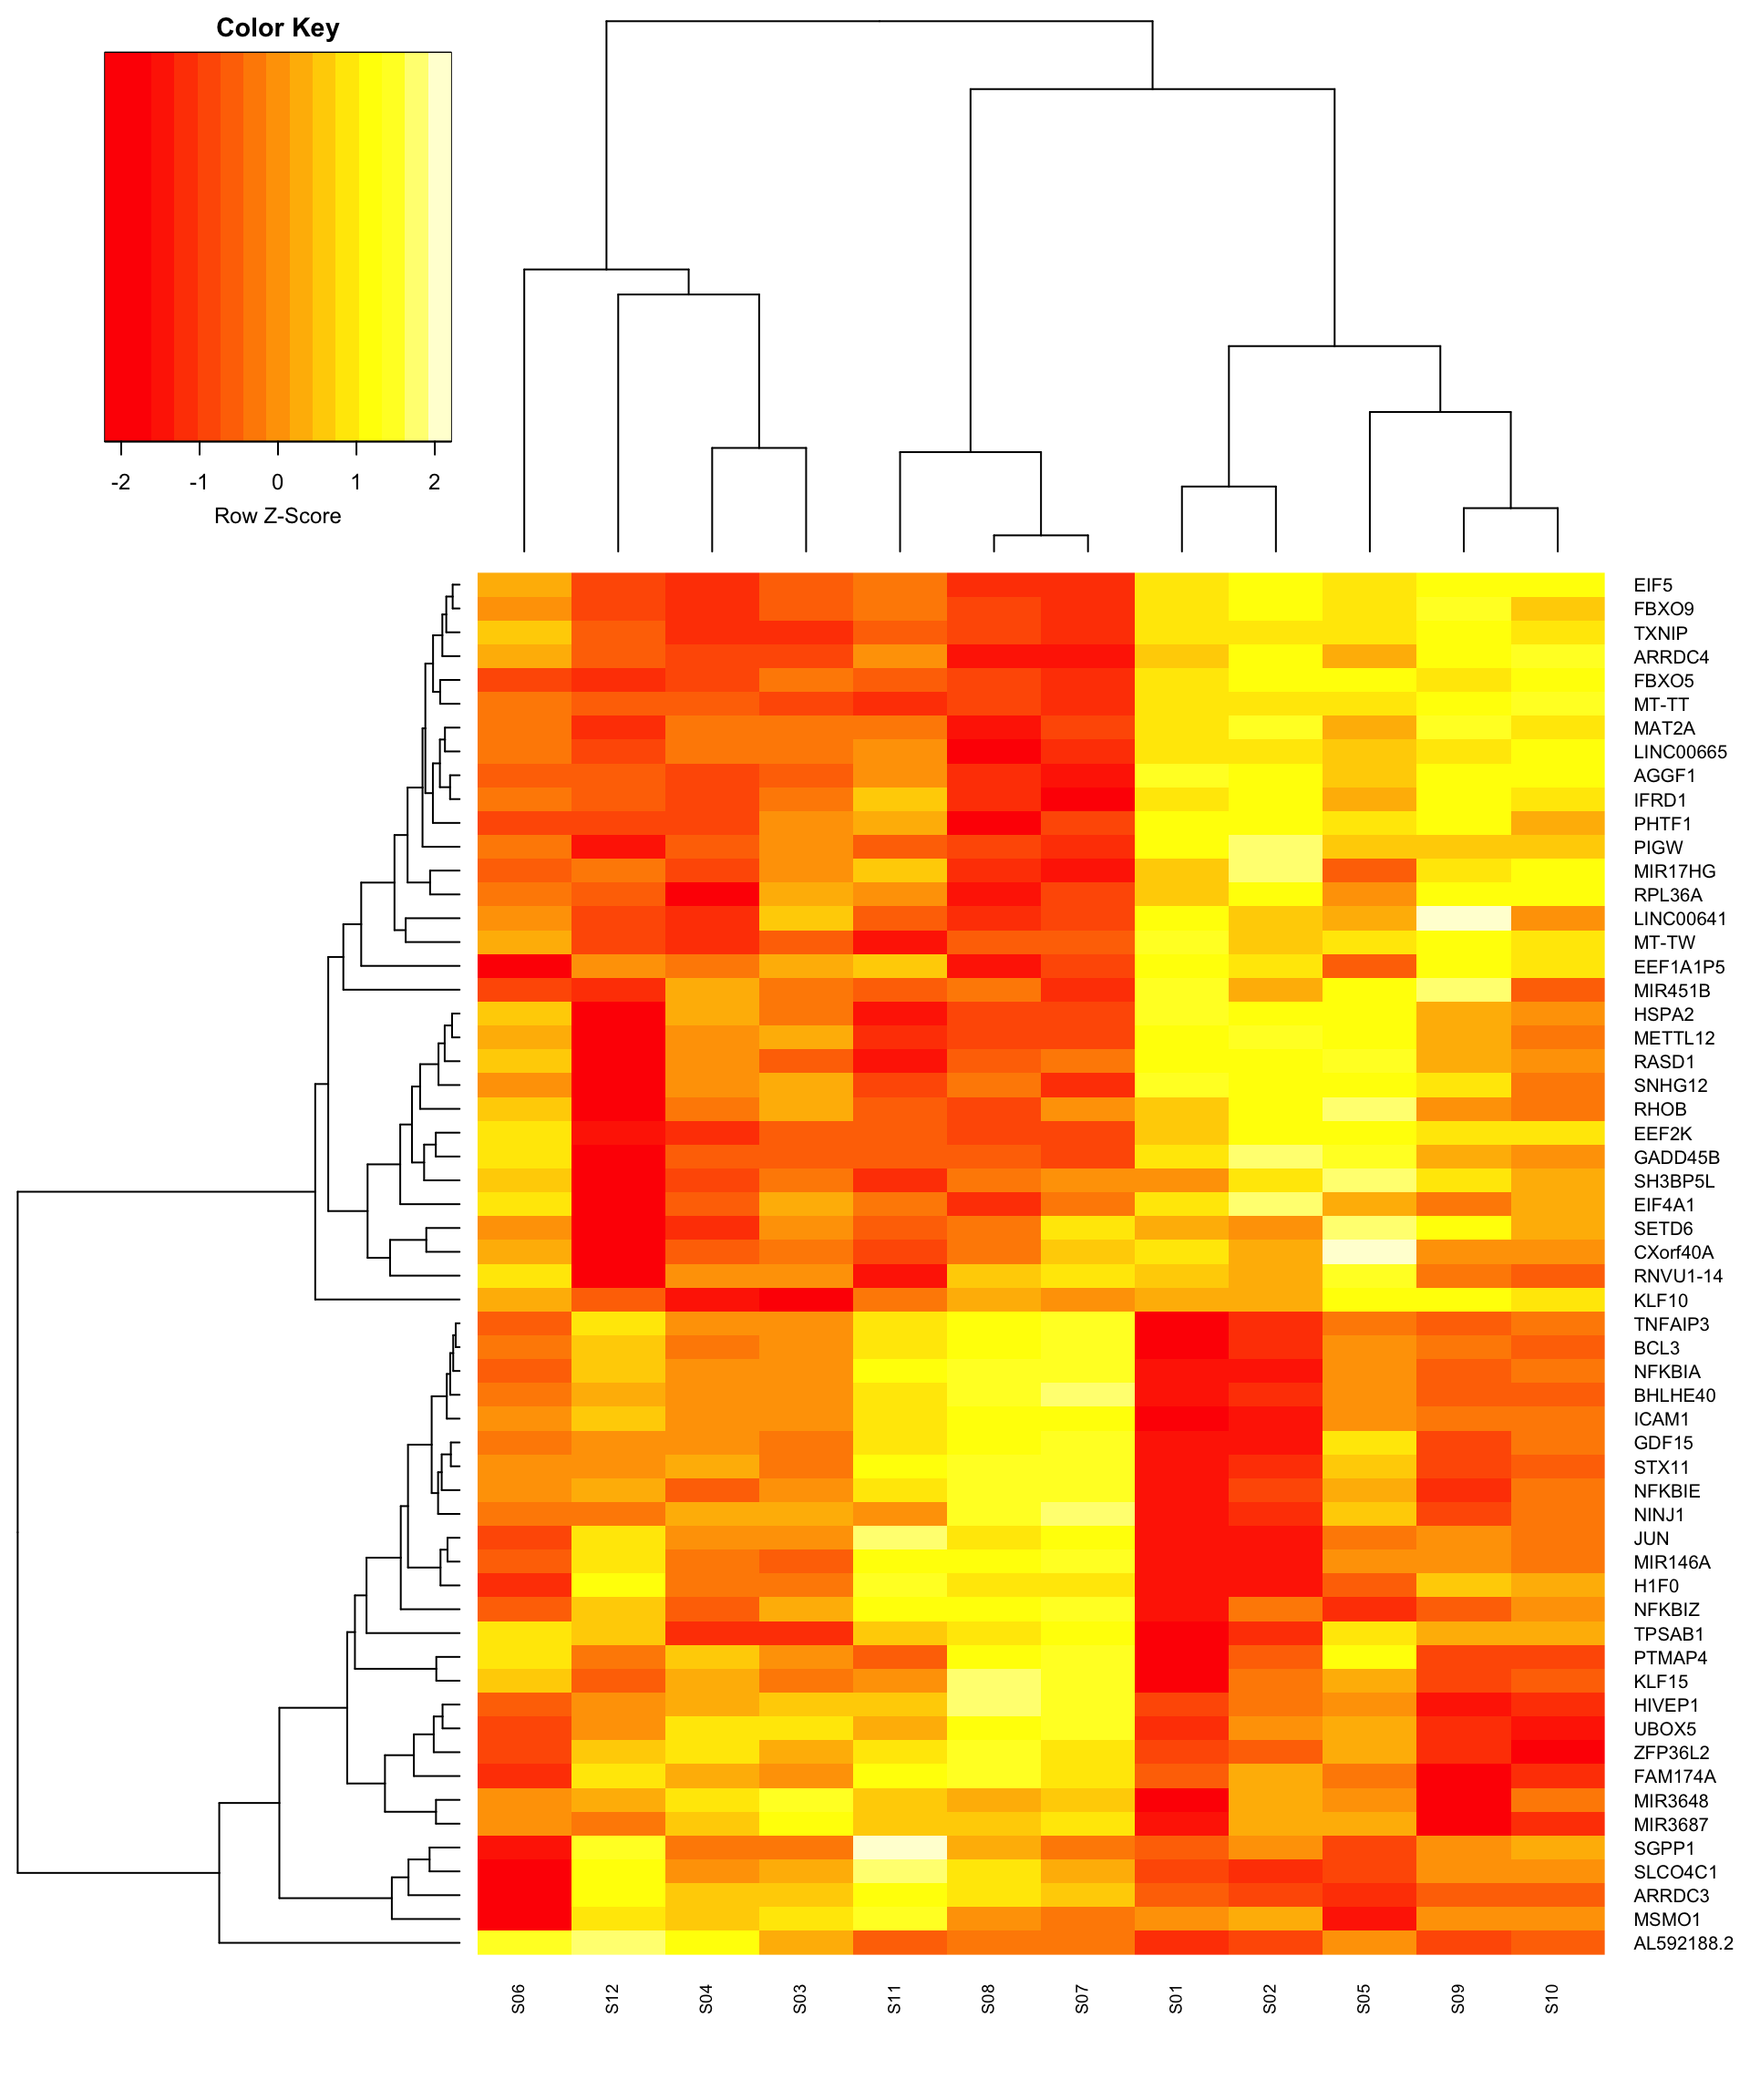 Color Key
-2 -1 0 1 2
Row Z-Score
EIF5
FBXO9
TXNIP
ARRDC4
FBXO5
MT-TT
MAT2A
LINC00665
AGGF1
IFRD1
PHTF1
PIGW
MIR17HG
RPL36A
LINC00641
MT-TW
EEF1A1P5
MIR451B
HSPA2
METTL12
RASD1
SNHG12
RHOB
EEF2K
GADD45B
SH3BP5L
EIF4A1
SETD6
CXorf40A
RNVU1-14
KLF10
TNFAIP3
BCL3
NFKBIA
BHLHE40
ICAM1
GDF15
STX11
NFKBIE
NINJ1
JUN
MIR146A
H1F0
NFKBIZ
TPSAB1
PTMAP4
KLF15
HIVEP1
UBOX5
ZFP36L2
FAM174A
MIR3648
MIR3687
SGPP1
SLCO4C1
ARRDC3
MSMO1
AL592188.2
S06 S12 S04 S03 S11 S08 S07 S01 S02 S05 S09 S10